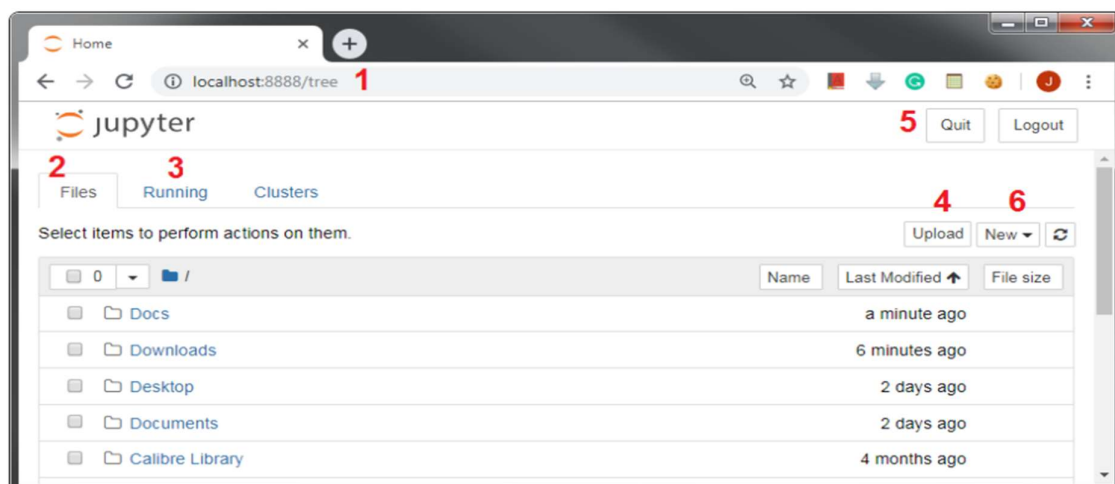 Home
localhost:8888/tree 1
J
jupyter 5 Quit Logout
2 3
Files Running Clusters 4 6
Select items to perform actions on them. Upload New
0 / Name Last Modified File size
Docs a minute ago
Downloads 6 minutes ago
Desktop 2 days ago
Documents 2 days ago
Calibre Library 4 months ago